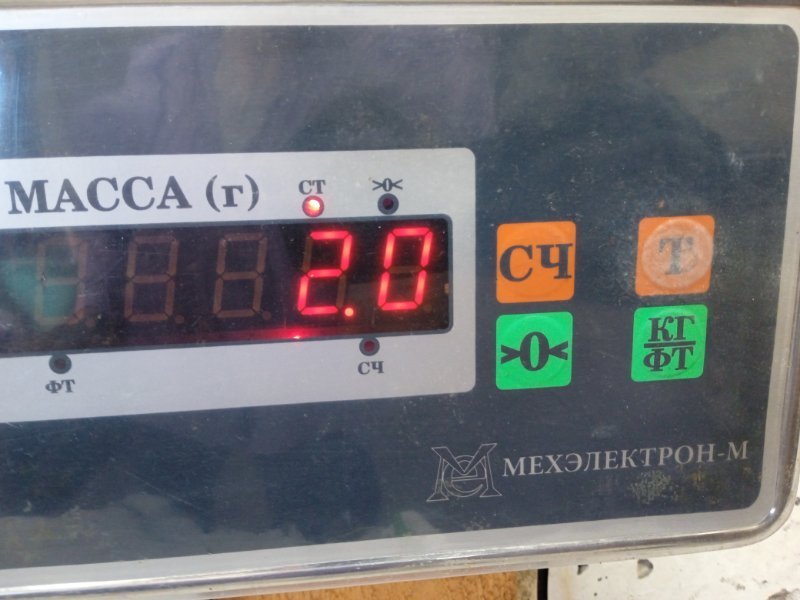 МАССА (г)
СТ
>0<
2.0
СЧ
Т
ФТ
СЧ
>0<
КГ
ФТ
МЕХЭЛЕКТРОН-М